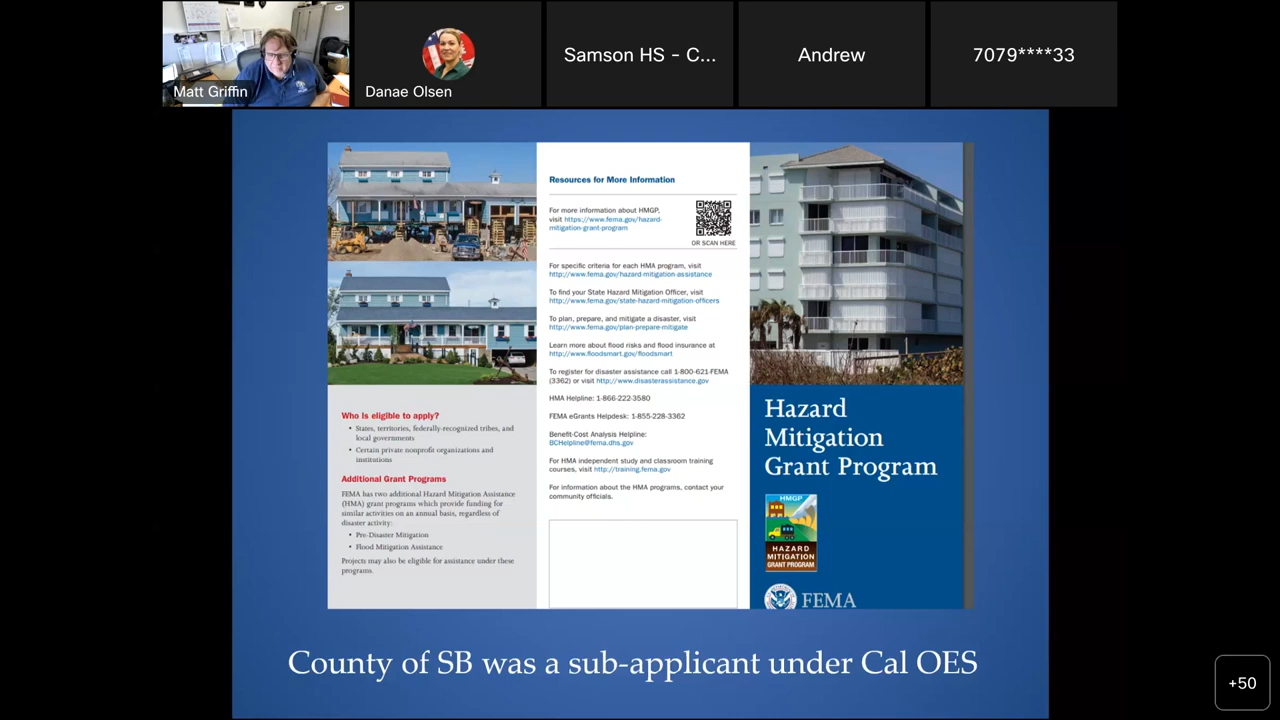 Matt Griffin
Danae Olsen
Samson HS - C...
Andrew
7079****33
Who is eligible to apply?
• States, territories, federally-recognized tribes, and
local governments
• Certain private nonprofit organizations and
institutions
Additional Grant Programs
FEMA has two additional Hazard Mitigation Assistance
(HMA) grant programs which provide funding for
similar activities on an annual basis, regardless of
disaster activity:
• Pre-Disaster Mitigation
• Flood Mitigation Assistance
Projects may also be eligible for assistance under these
programs.
Resources for More Information
For more information about HMGP,
visit https://www.fema.gov/hazard-
mitigation-grant-program
OR SCAN HERE
For specific criteria for each HMA program, visit
http://www.fema.gov/hazard-mitigation-assistance
To find your State Hazard Mitigation Officer, visit
http://www.fema.gov/state-hazard-mitigation-officers
To plan, prepare, and mitigate a disaster, visit
http://www.fema.gov/plan-prepare-mitigate
Learn more about flood risks and flood insurance at
http://www.floodsmart.gov/floodsmart
To register for disaster assistance call 1-800-621-FEMA
(3362) or visit http://www.disasterassistance.gov
HMA Helpline: 1-866-222-3580
FEMA eGrants Helpdesk: 1-855-228-3362
Benefit-Cost Analysis Helpline:
BCHelpline@fema.dhs.gov
For HMA independent study and classroom training
courses, visit http://training.fema.gov
For information about the HMA programs, contact your
community officials.
Hazard
Mitigation
Grant Program
HMGP
HAZARD
MITIGATION
GRANT PROGRAM
FEMA
County of SB was a sub-applicant under Cal OES
+50